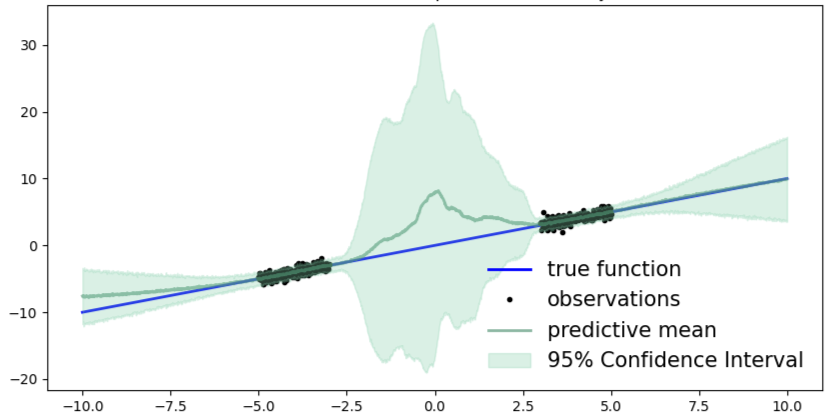 30
20
10
0
−10
−20
true function
observations
predictive mean
95% Confidence Interval
−10.0 −7.5 −5.0 −2.5 0.0 2.5 5.0 7.5 10.0